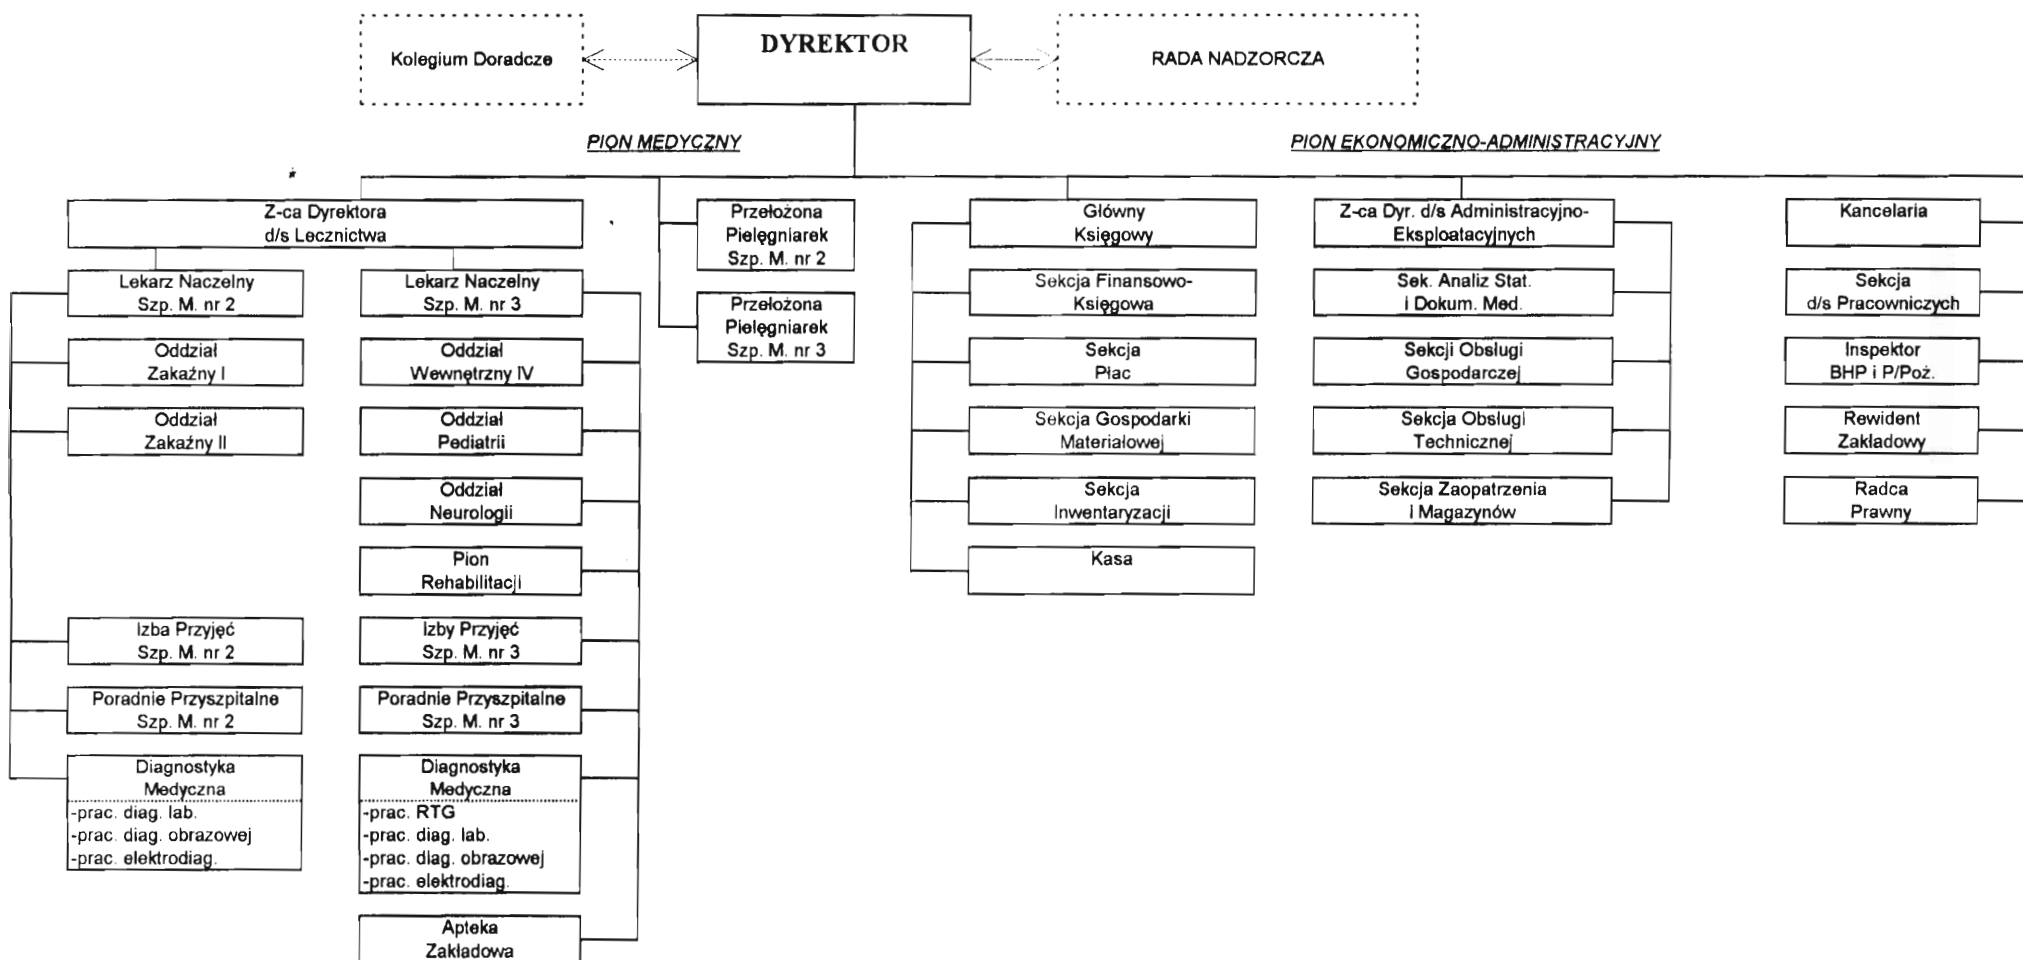 Kolegium Doradcze
DYREKTOR
RADA NADZORCZA
PION MEDYCZNY
PION EKONOMICZNO-ADMINISTRACYJNY
Z-ca Dyrektora
d/s Lecznictwa
Lekarz Naczelny
Szp. M. nr 2
Oddział
Zakaźny I
Oddział
Zakaźny II
Izba Przyjęć
Szp. M. nr 2
Poradnie Przyszpitalne
Szp. M. nr 2
Diagnostyka
Medyczna
-prac. diag. lab.
-prac. diag. obrazowej
-prac. elektrodiag.
Lekarz Naczelny
Szp. M. nr 3
Oddział
Wewnętrzny IV
Oddział
Pediatrii
Oddział
Neurologii
Pion
Rehabilitacji
Izby Przyjęć
Szp. M. nr 3
Poradnie Przyszpitalne
Szp. M. nr 3
Diagnostyka
Medyczna
-prac. RTG
-prac. diag. lab.
-prac. diag. obrazowej
-prac. elektrodiag.
Apteka
Zakładowa
Przełożona
Pielęgniarek
Szp. M. nr 2
Przełożona
Pielęgniarek
Szp. M. nr 3
Główny
Księgowy
Sekcja Finansowo-
Księgowa
Sekcja
Płac
Sekcja Gospodarki
Materiałowej
Sekcja
Inwentaryzacji
Kasa
Z-ca Dyr. d/s Administracyjno-
Eksploatacyjnych
Sek. Analiz Stat.
i Dokum. Med.
Sekcji Obsługi
Gospodarczej
Sekcja Obsługi
Technicznej
Sekcja Zaopatrzenia
i Magazynów
Kancelaria
Sekcja
d/s Pracowniczych
Inspektor
BHP i P/Poż.
Rewident
Zakładowy
Radca
Prawny